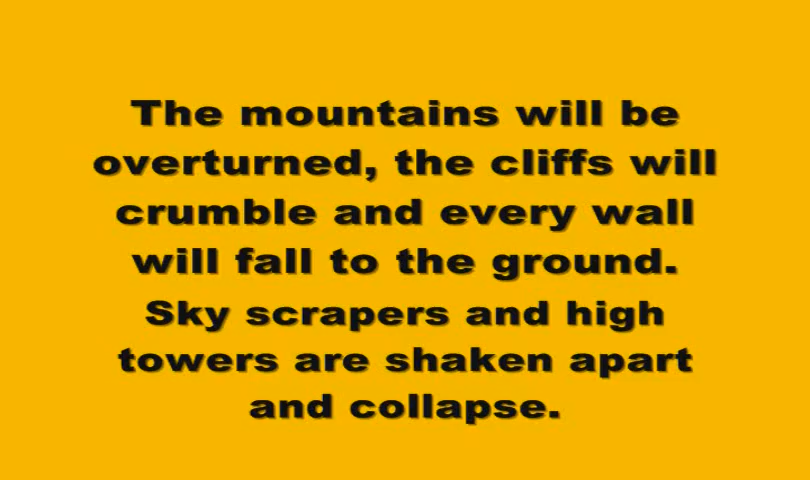 The mountains will be
overturned, the cliffs will
crumble and every wall
will fall to the ground.
Sky scrapers and high
towers are shaken apart
and collapse.